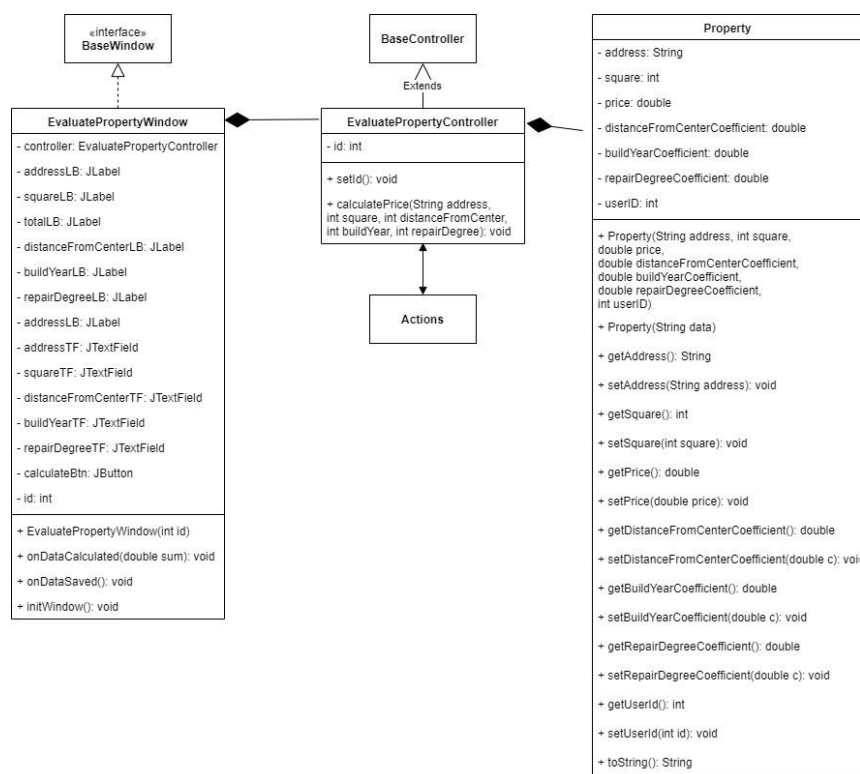 «interface»
BaseWindow
EvaluatePropertyWindow
- controller: EvaluatePropertyController
- addressLB: JLabel
- squareLB: JLabel
- totalLB: JLabel
- distanceFromCenterLB: JLabel
- buildYearLB: JLabel
- repairDegreeLB: JLabel
- addressLB: JLabel
- addressTF: JTextField
- squareTF: JTextField
- distanceFromCenterTF: JTextField
- buildYearTF: JTextField
- repairDegreeTF: JTextField
- calculateBtn: JButton
- id: int
+ EvaluatePropertyWindow(int id)
+ onDataCalculated(double sum): void
+ onDataSaved(): void
+ initWindow(): void
BaseController
Extends
EvaluatePropertyController
- id: int
+ setId(): void
+ calculatePrice(String address,
int square, int distanceFromCenter,
int buildYear, int repairDegree): void
Actions
Property
- address: String
- square: int
- price: double
- distanceFromCenterCoefficient: double
- buildYearCoefficient: double
- repairDegreeCoefficient: double
- userID: int
+ Property(String address, int square,
double price,
double distanceFromCenterCoefficient,
double buildYearCoefficient,
double repairDegreeCoefficient,
int userID)
+ Property(String data)
+ getAddress(): String
+ setAddress(String address): void
+ getSquare(): int
+ setSquare(int square): void
+ getPrice(): double
+ setPrice(double price): void
+ getDistanceFromCenterCoefficient(): double
+ setDistanceFromCenterCoefficient(double c): voi
+ getBuildYearCoefficient(): double
+ setBuildYearCoefficient(double c): void
+ getRepairDegreeCoefficient(): double
+ setRepairDegreeCoefficient(double c): void
+ getUserId(): int
+ setUserId(int id): void
+ toString(): String